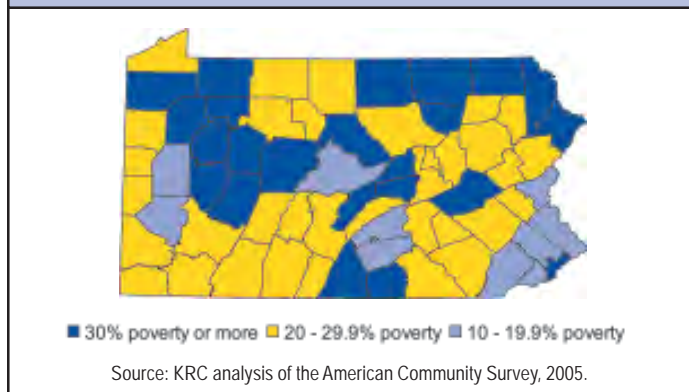 30% poverty or more 20 - 29.9% poverty 10 - 19.9% poverty
Source: KRC analysis of the American Community Survey, 2005.